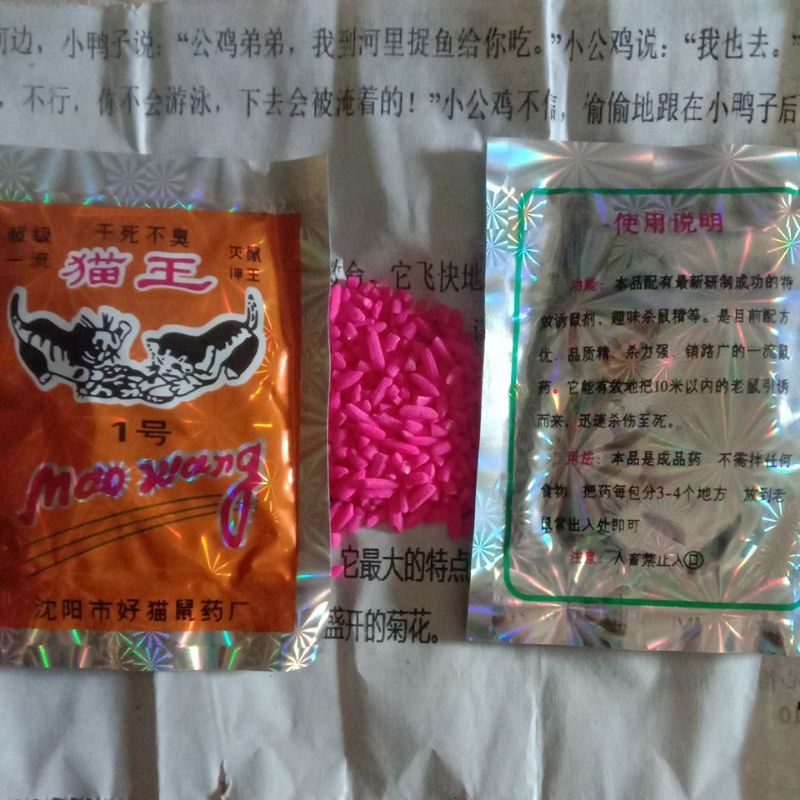 河边，小鸭子说：“公鸡弟弟，我到河里捉鱼给你吃。”小公鸡说：“我也去。”
，不行，你不会游泳，下去会被淹着的！”小公鸡不信，偷偷地跟在小鸭子后
超级
一流
干死不臭
灭鼠
猫王
1号
mao wang
沈阳市好猫鼠药厂
它飞快地
它最大的特点
盛开的菊花。
使用说明
功能：本品配有最新研制成功的特
效诱鼠剂、趣味杀鼠精等。是目前配方
优、品质精、杀力强、销路广的一流鼠
药。它能有效地把10米以内的老鼠引诱
而来、迅速杀伤至死。
用法：本品是成品药 不需拌任何
食物 把药每包分3-4个地方 放到老
鼠常出入处即可
注意：人畜禁止入口
10